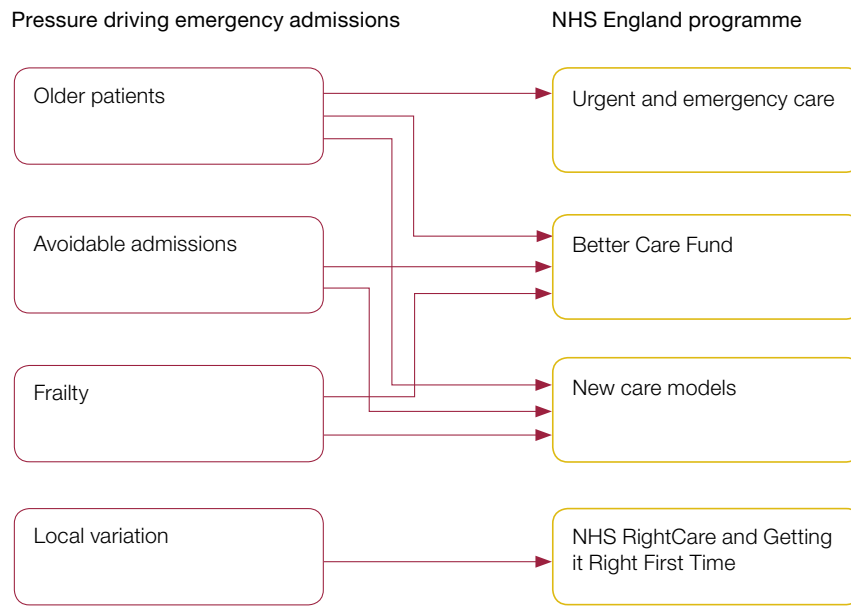 Pressure driving emergency admissions
NHS England programme
Older patients
Urgent and emergency care
Avoidable admissions
Better Care Fund
Frailty
New care models
Local variation
NHS RightCare and Getting
it Right First Time